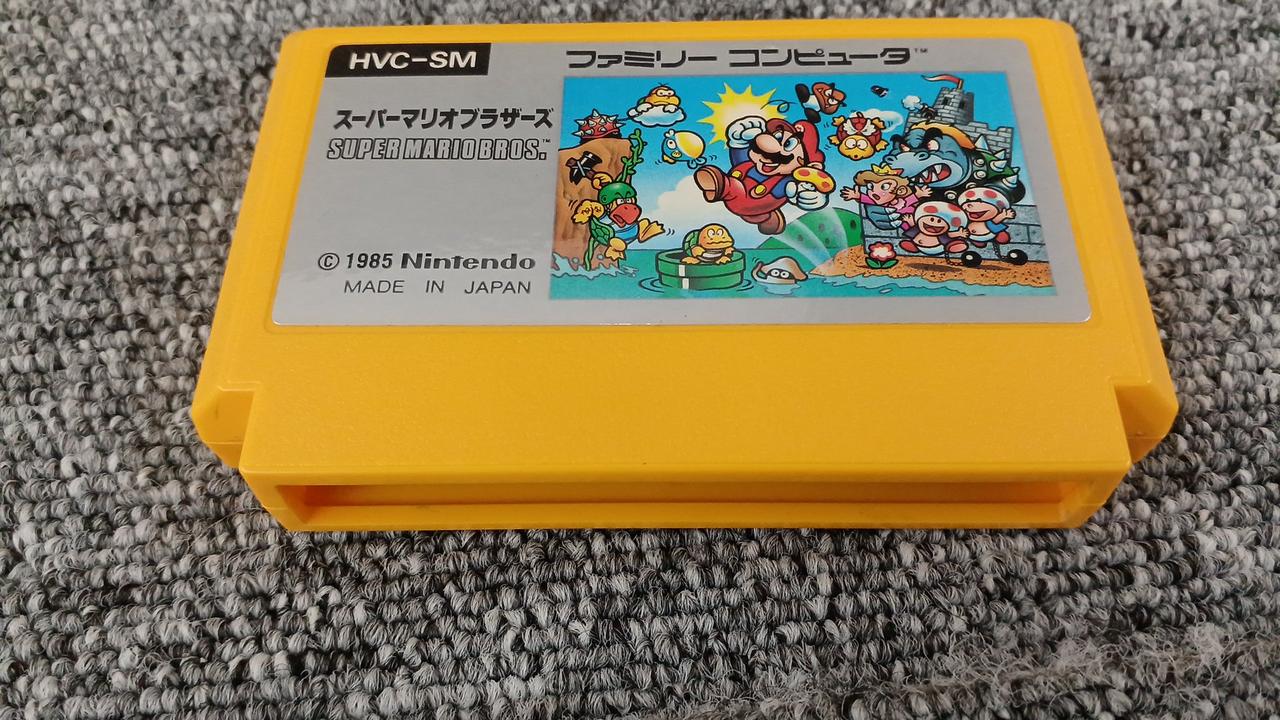 HVC-SM
ファミリー コンピュータ™
スーパーマリオブラザーズ
SUPER MARIO BROS.™
© 1985 Nintendo
MADE IN JAPAN